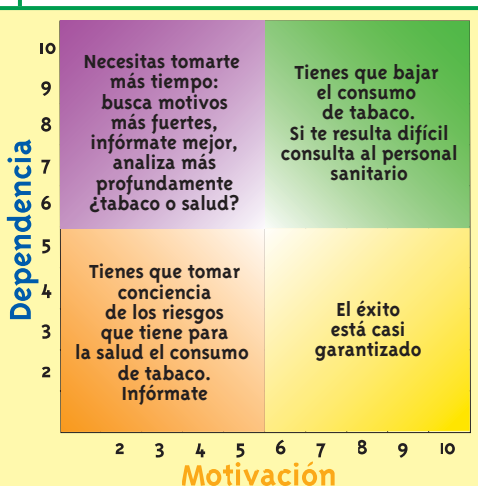 Dependencia
10
9
8
7
6
5
4
3
2
Necesitas tomarte
más tiempo:
busca motivos
más fuertes,
infórmate mejor,
analiza más
profundamente
¿tabaco o salud?
Tienes que bajar
el consumo
de tabaco.
Si te resulta difícil
consulta al personal
sanitario
Tienes que tomar
conciencia
de los riesgos
que tiene para
la salud el consumo
de tabaco.
Infórmate
El éxito
está casi
garantizado
2 3 4 5 6 7 8 9 10
Motivación